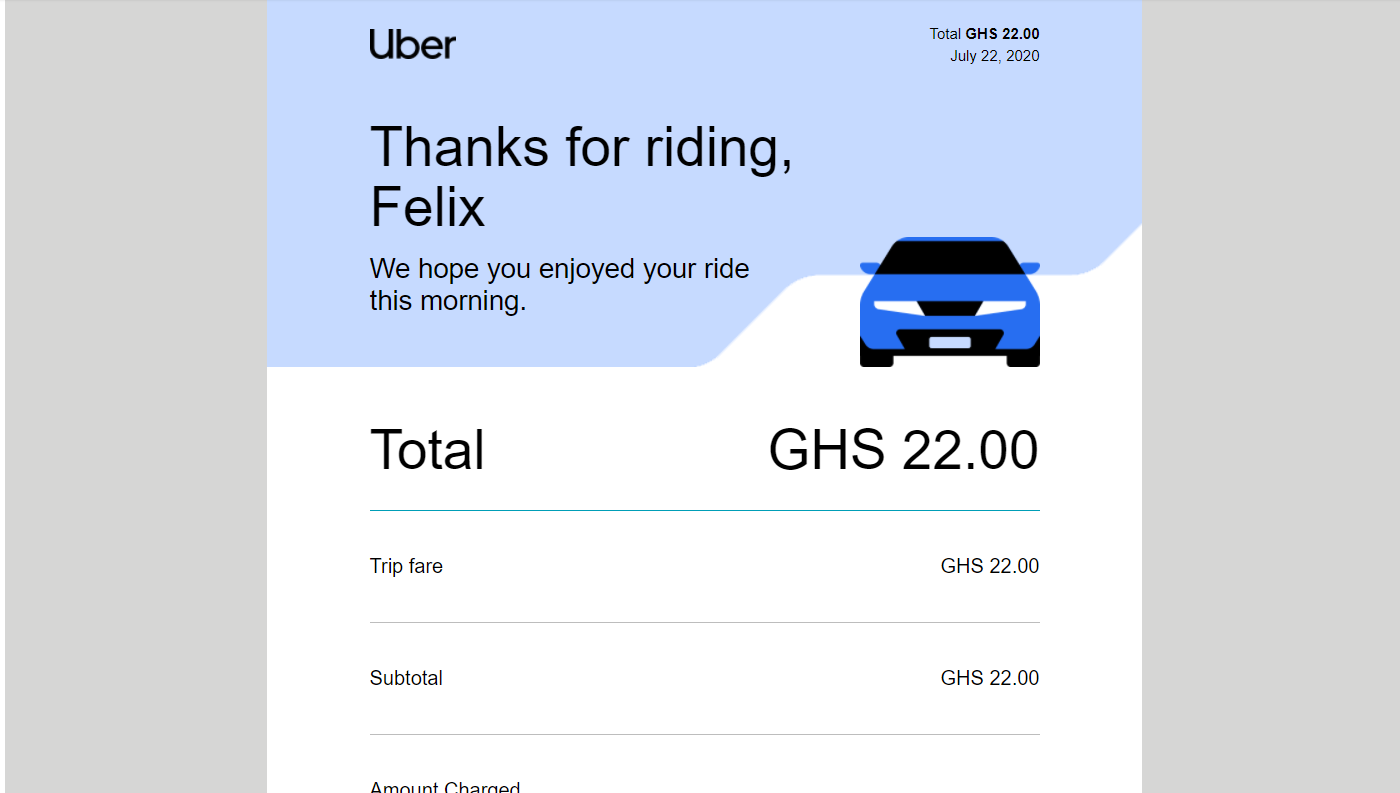 Uber
Total GHS 22.00
July 22, 2020
Thanks for riding,
Felix
We hope you enjoyed your ride
this morning.
Total GHS 22.00
Trip fare GHS 22.00
Subtotal GHS 22.00
Amount Charged